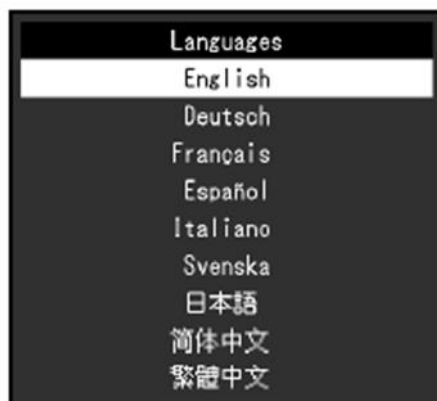 Languages
English
Deutsch
Français
Español
Italiano
Svenska
日本語
简体中文
繁體中文